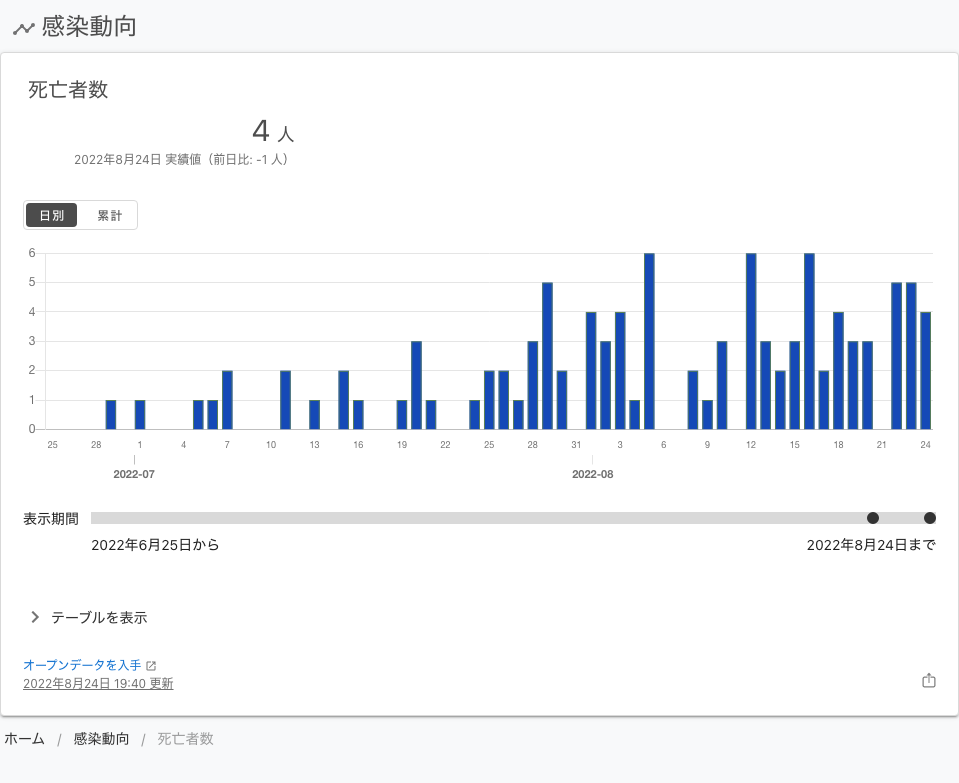 感染動向
死亡者数
4 人
2022年8月24日 実績値（前日比: -1 人）
日別 累計
6
5
4
3
2
1
0
25 28 1 4 7 10 13 16 19 22 25 28 31 3 6 9 12 15 18 21 24
2022-07 2022-08
表示期間
2022年6月25日から 2022年8月24日まで
テーブルを表示
オープンデータを入手
2022年8月24日 19:40 更新
ホーム / 感染動向 / 死亡者数